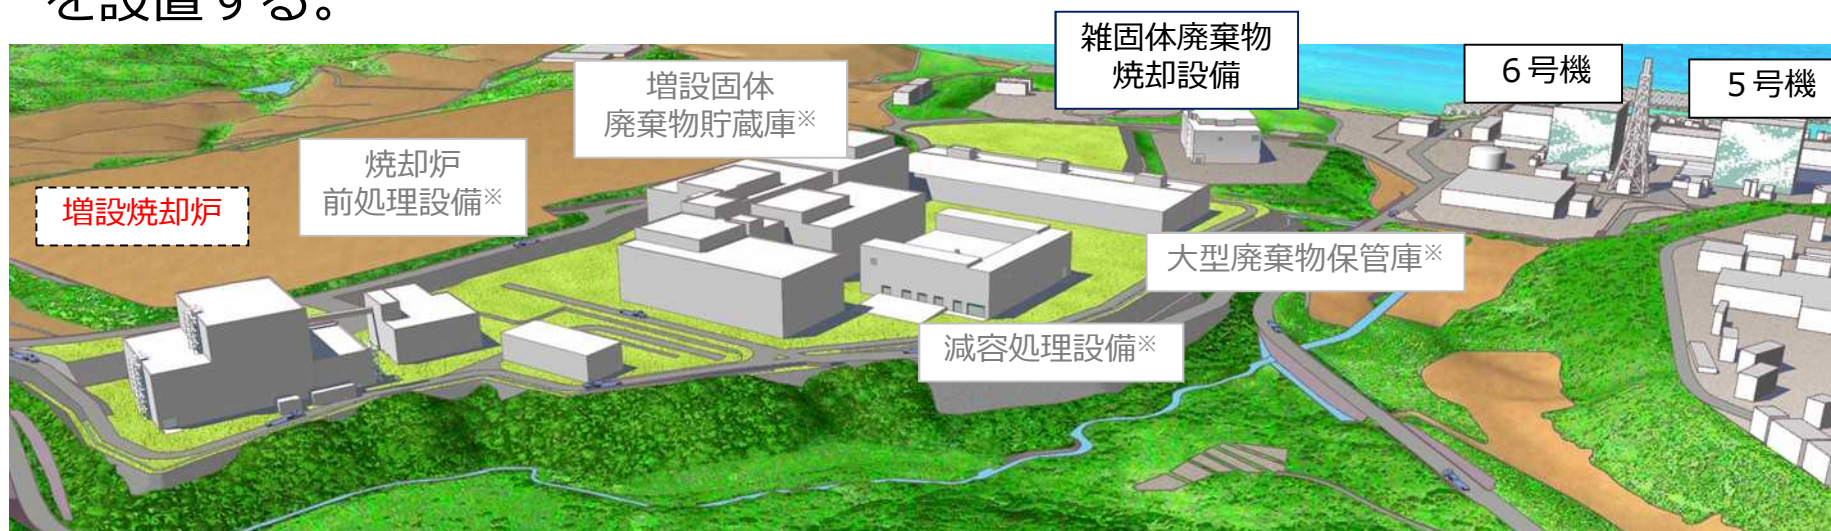 を設置する。
雑固体廃棄物
焼却設備
6号機
5号機
増設固体
廃棄物貯蔵庫※
焼却炉
前処理設備※
増設焼却炉
大型廃棄物保管庫※
減容処理設備※